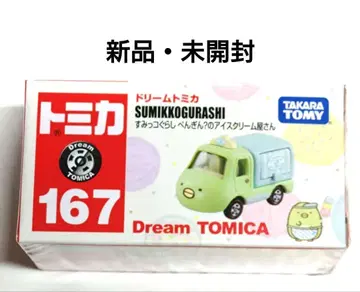 新品・未開封
トミカ
ドリームトミカ
SUMIKKOGURASHI
すみっコぐらし ぺんぎん?のアイスクリーム屋さん
TAKARA
TOMY
Dream
TOMICA
167
Dream TOMICA